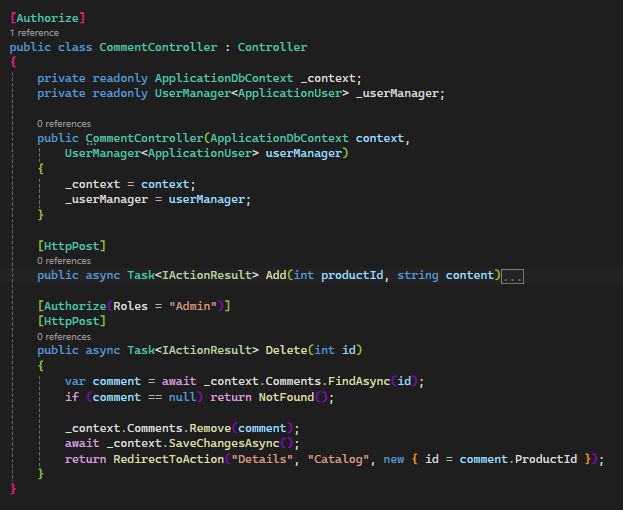 [Authorize]
1 reference
public class CommentController : Controller
{
private readonly ApplicationDbContext _context;
private readonly UserManager<ApplicationUser> _userManager;
0 references
public CommentController(ApplicationDbContext context,
UserManager<ApplicationUser> userManager)
{
_context = context;
_userManager = userManager;
}
[HttpPost]
0 references
public async Task<IActionResult> Add(int productId, string content)...
[Authorize(Roles = "Admin")]
[HttpPost]
0 references
public async Task<IActionResult> Delete(int id)
{
var comment = await _context.Comments.FindAsync(id);
if (comment == null) return NotFound();
_context.Comments.Remove(comment);
await _context.SaveChangesAsync();
return RedirectToAction("Details", "Catalog", new { id = comment.ProductId });
}
}